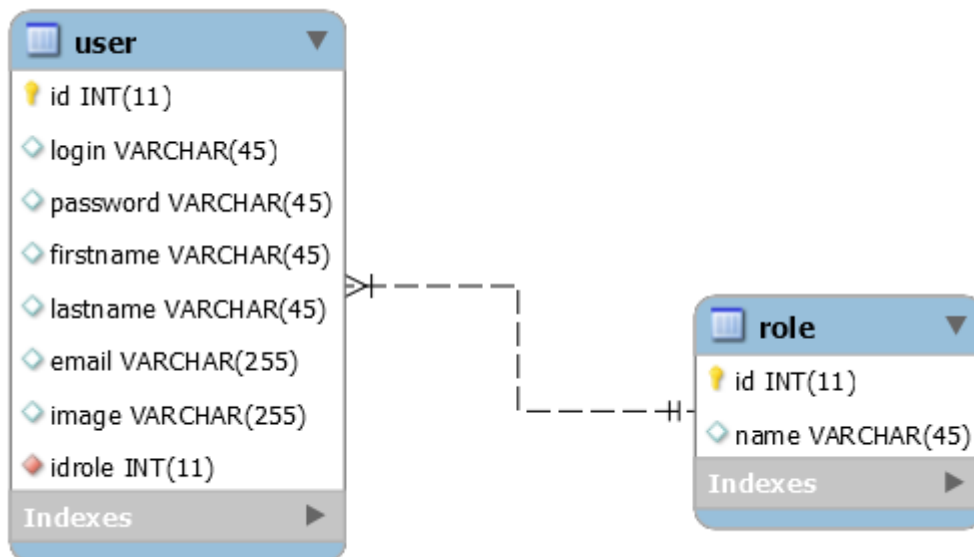 user
id INT(11)
login VARCHAR(45)
password VARCHAR(45)
firstname VARCHAR(45)
lastname VARCHAR(45)
email VARCHAR(255)
image VARCHAR(255)
idrole INT(11)
Indexes
role
id INT(11)
name VARCHAR(45)
Indexes